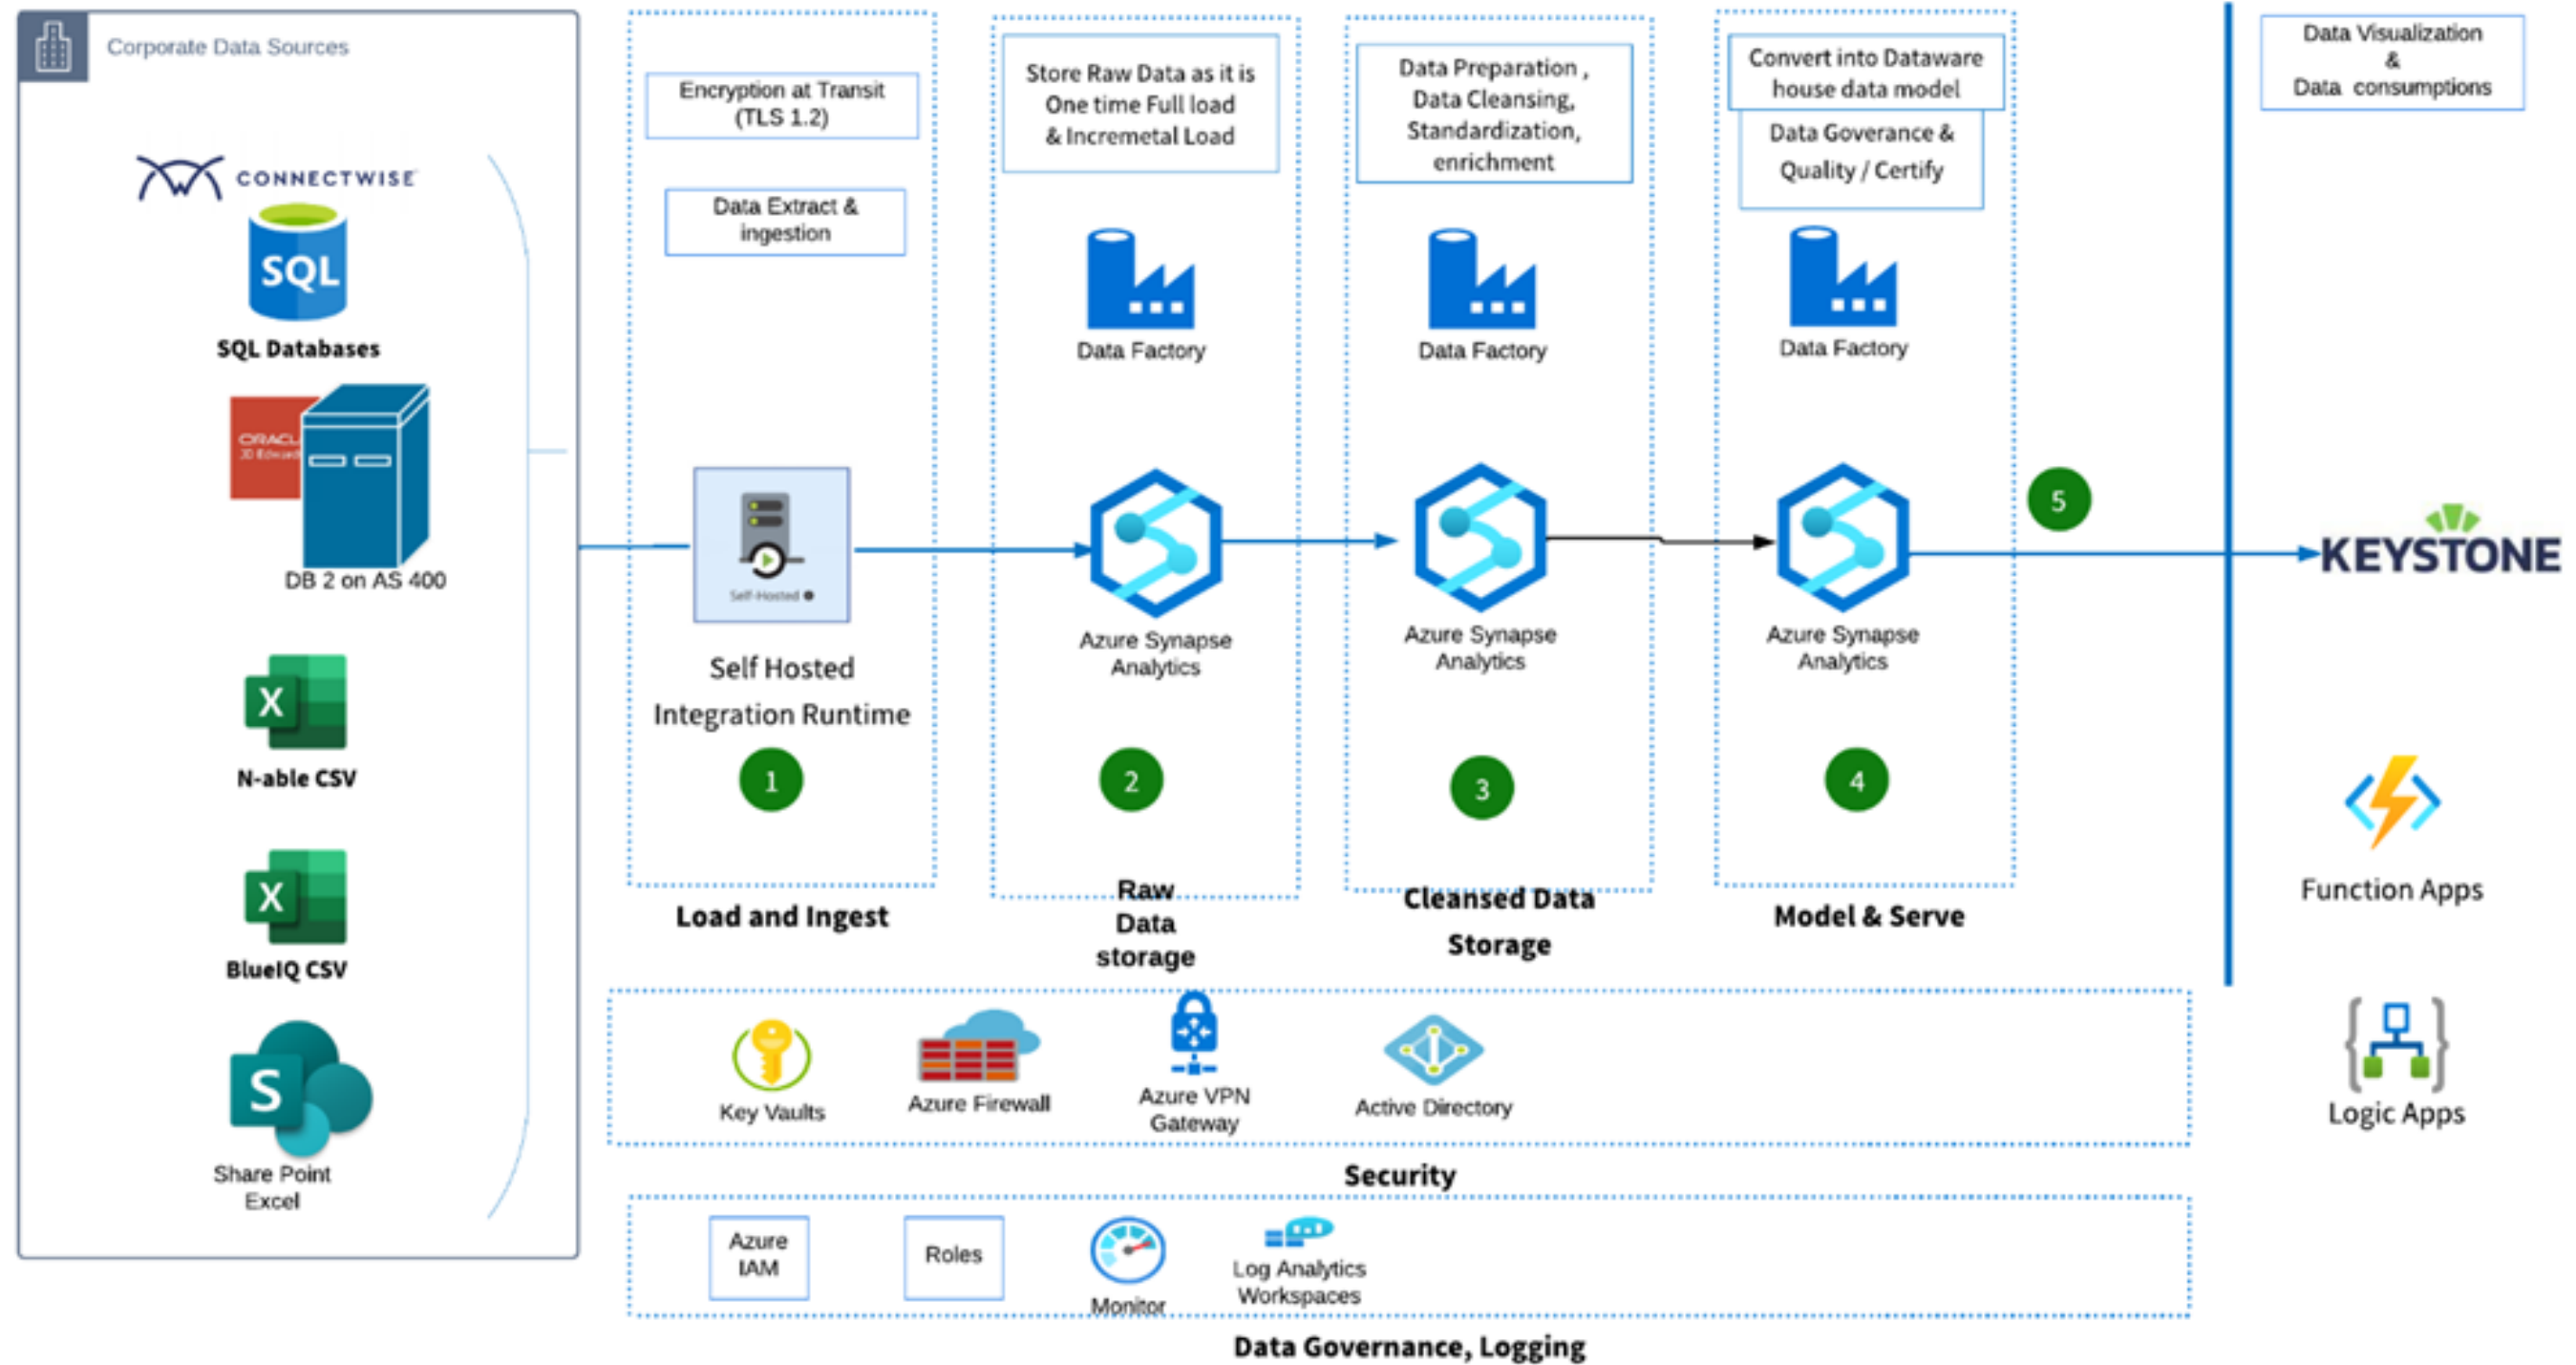 Corporate Data Sources
CONNECTWISE
SQL
SQL Databases
ORACL
JD Edward
DB 2 on AS 400
X
N-able CSV
X
BlueIQ CSV
S
Share Point
Excel
Encryption at Transit
(TLS 1.2)
Data Extract &
ingestion
Self-Hosted
Self Hosted
Integration Runtime
1
Load and Ingest
Store Raw Data as it is
One time Full load
& Incremetal Load
Data Factory
Azure Synapse
Analytics
2
Raw
Data
storage
Data Preparation ,
Data Cleansing,
Standardization,
enrichment
Data Factory
Azure Synapse
Analytics
3
Cleansed Data
Storage
Convert into Dataware
house data model
Data Goverance &
Quality / Certify
Data Factory
Azure Synapse
Analytics
4
Model & Serve
5
Data Visualization
&
Data consumptions
KEYSTONE
Function Apps
Logic Apps
Key Vaults
Azure Firewall
Azure VPN
Gateway
Active Directory
Security
Azure
IAM
Roles
Monitor
Log Analytics
Workspaces
Data Governance, Logging